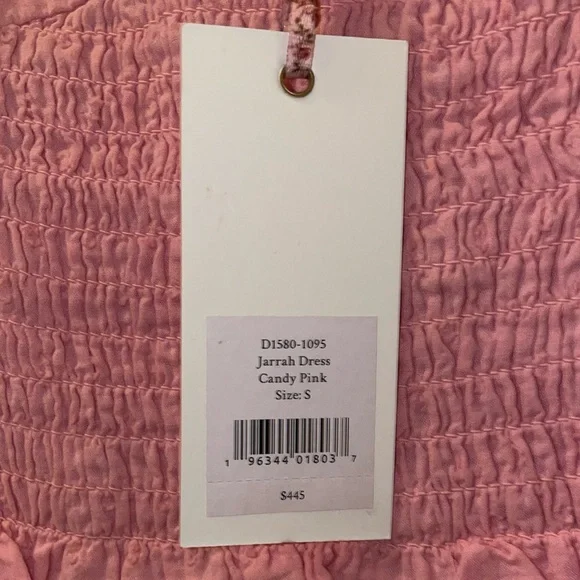 D1580-1095
Jarrah Dress
Candy Pink
Size: S
1 96344 01803 7
$445